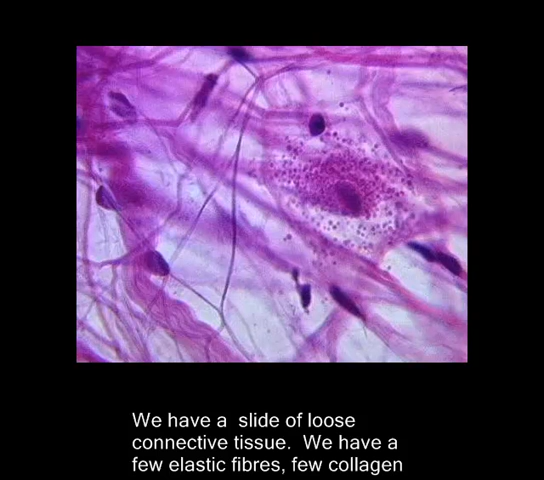 We have a  slide of loose
connective tissue.  We have a
few elastic fibres, few collagen